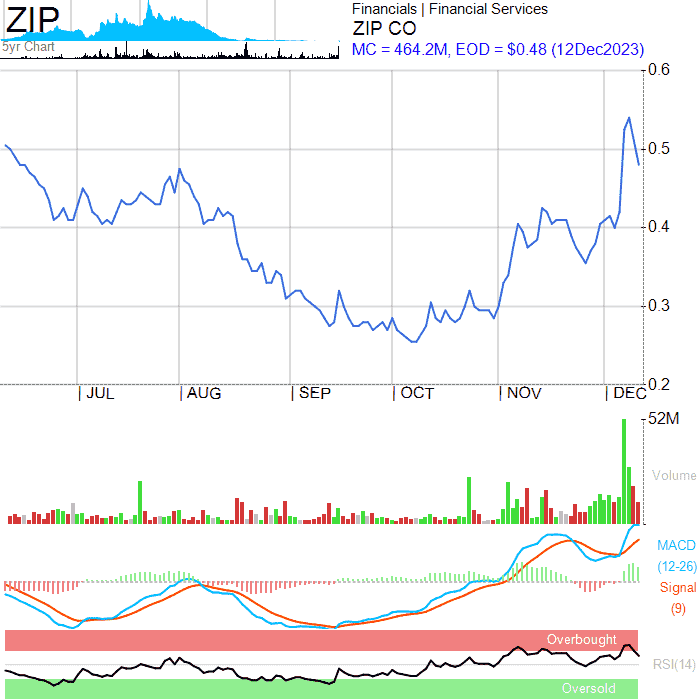 ZIP
5yr Chart
Financials | Financial Services
ZIP CO
MC = 464.2M, EOD = $0.48 (12Dec2023)
0.6
0.5
0.4
0.3
0.2
| JUL | AUG | SEP | OCT | NOV | DEC
52M
Volume
MACD
(12-26)
Signal
(9)
Overbought
RSI(14)
Oversold